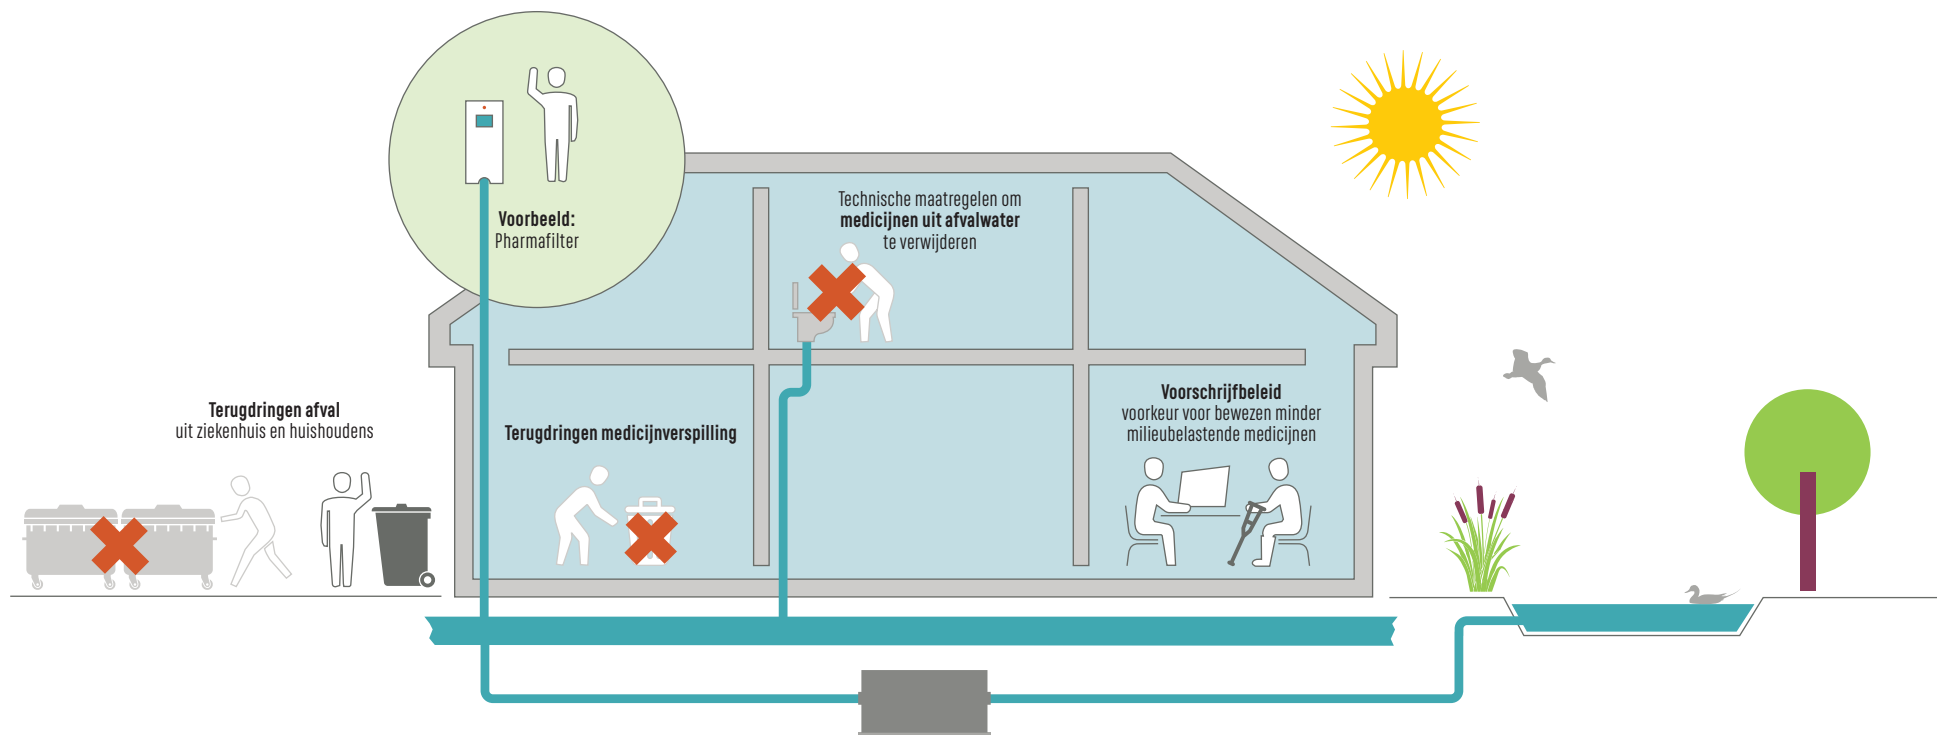 Voorbeeld:
Pharmafilter
Technische maatregelen om
medicijnen uit afvalwater
te verwijderen
Terugdringen afval
uit ziekenhuis en huishoudens
Terugdringen medicijnverspilling
Voorschrijfbeleid
voorkeur voor bewezen minder
milieubelastende medicijnen